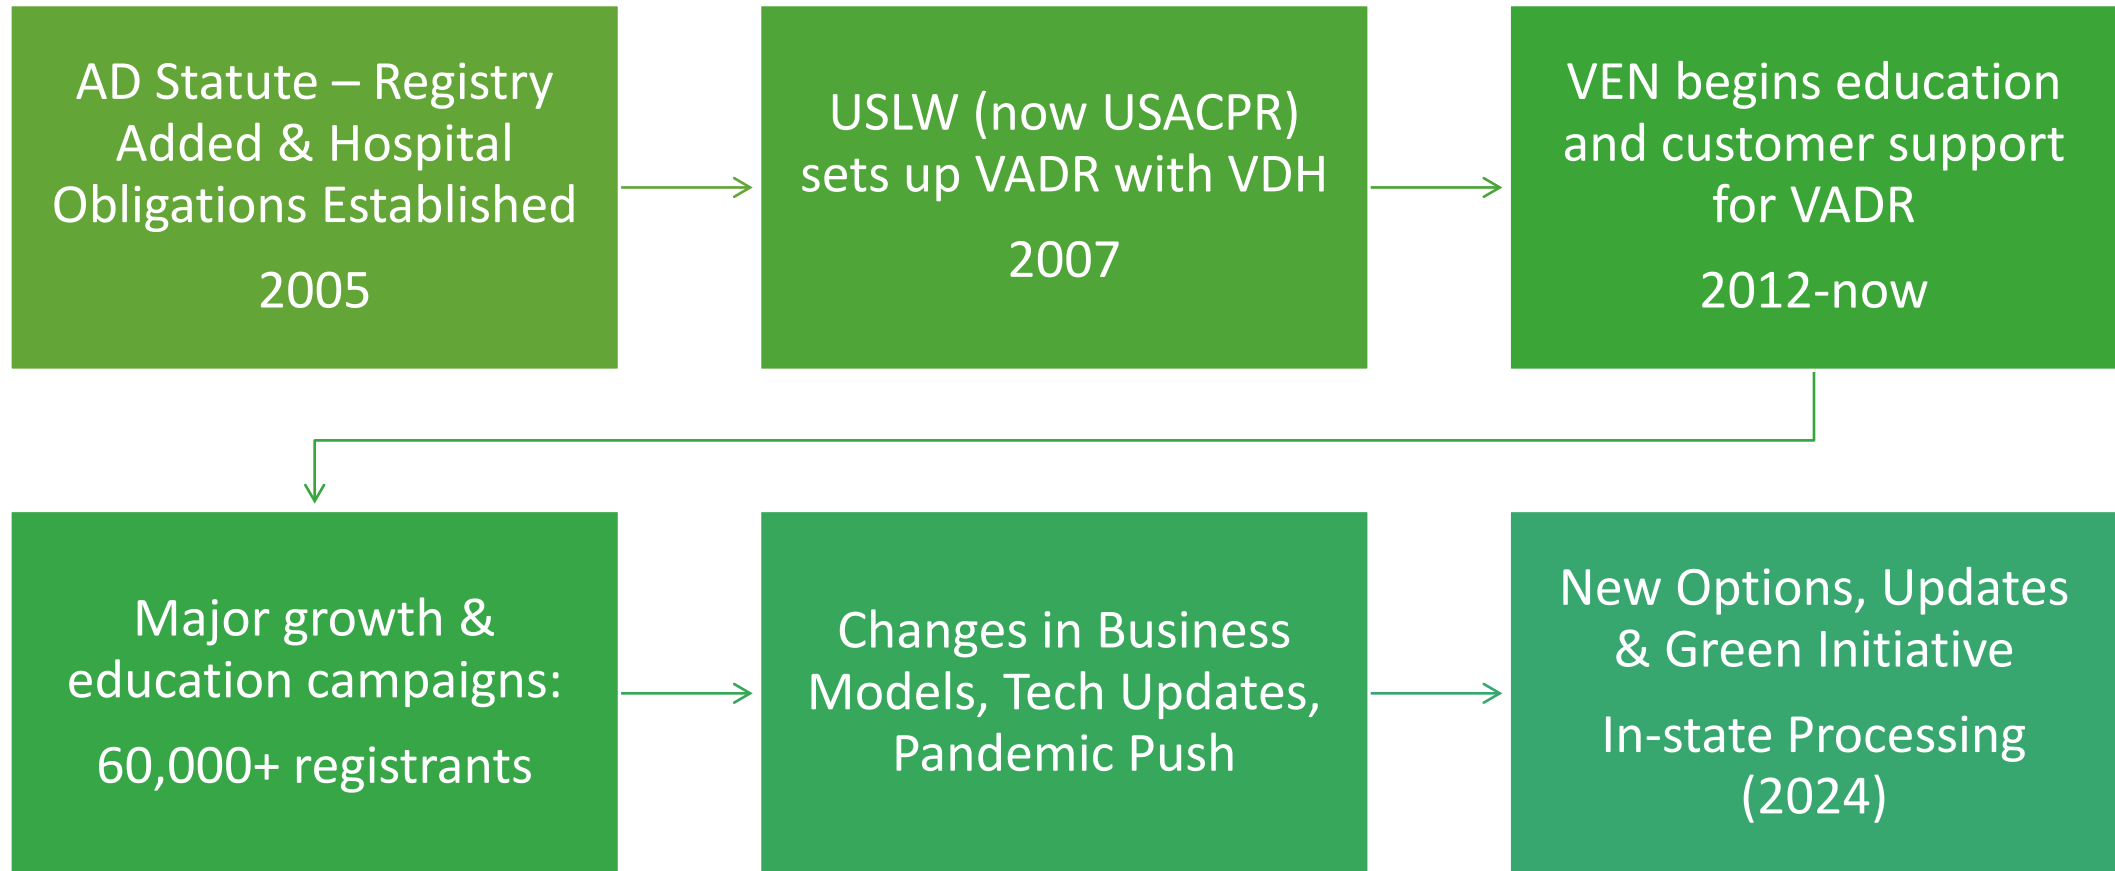 AD Statute – Registry
Added & Hospital
Obligations Established
2005
USLW (now USACPR)
sets up VADR with VDH
2007
VEN begins education
and customer support
for VADR
2012-now
Major growth &
education campaigns:
60,000+ registrants
Changes in Business
Models, Tech Updates,
Pandemic Push
New Options, Updates
& Green Initiative
In-state Processing
(2024)